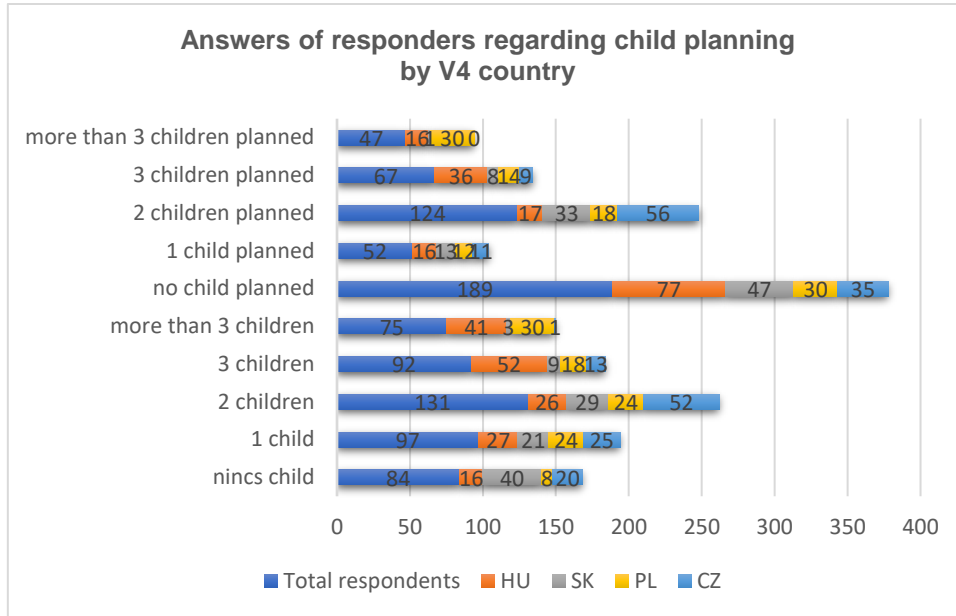 Answers of responders regarding child planning
by V4 country
more than 3 children planned 47 16 1 30 0
3 children planned 67 36 8 14 9
2 children planned 124 17 33 18 56
1 child planned 52 16 13 12 11
no child planned 189 77 47 30 35
more than 3 children 75 41 3 30 1
3 children 92 52 9 18 13
2 children 131 26 29 24 52
1 child 97 27 21 24 25
nincs child 84 16 40 8 20
0 50 100 150 200 250 300 350 400
Total respondents HU SK PL CZ